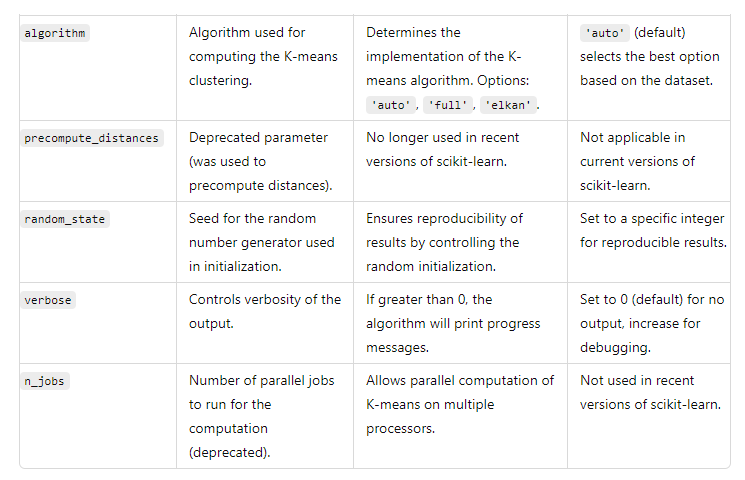 algorithm
Algorithm used for
computing the K-means
clustering.
Determines the
implementation of the K-
means algorithm. Options:
'auto', 'full', 'elkan'.
'auto' (default)
selects the best option
based on the dataset.
precompute_distances
Deprecated parameter
(was used to
precompute distances).
No longer used in recent
versions of scikit-learn.
Not applicable in
current versions of
scikit-learn.
random_state
Seed for the random
number generator used
in initialization.
Ensures reproducibility of
results by controlling the
random initialization.
Set to a specific integer
for reproducible results.
verbose
Controls verbosity of the
output.
If greater than 0, the
algorithm will print progress
messages.
Set to 0 (default) for no
output, increase for
debugging.
n_jobs
Number of parallel jobs
to run for the
computation
(deprecated).
Allows parallel computation of
K-means on multiple
processors.
Not used in recent
versions of scikit-learn.